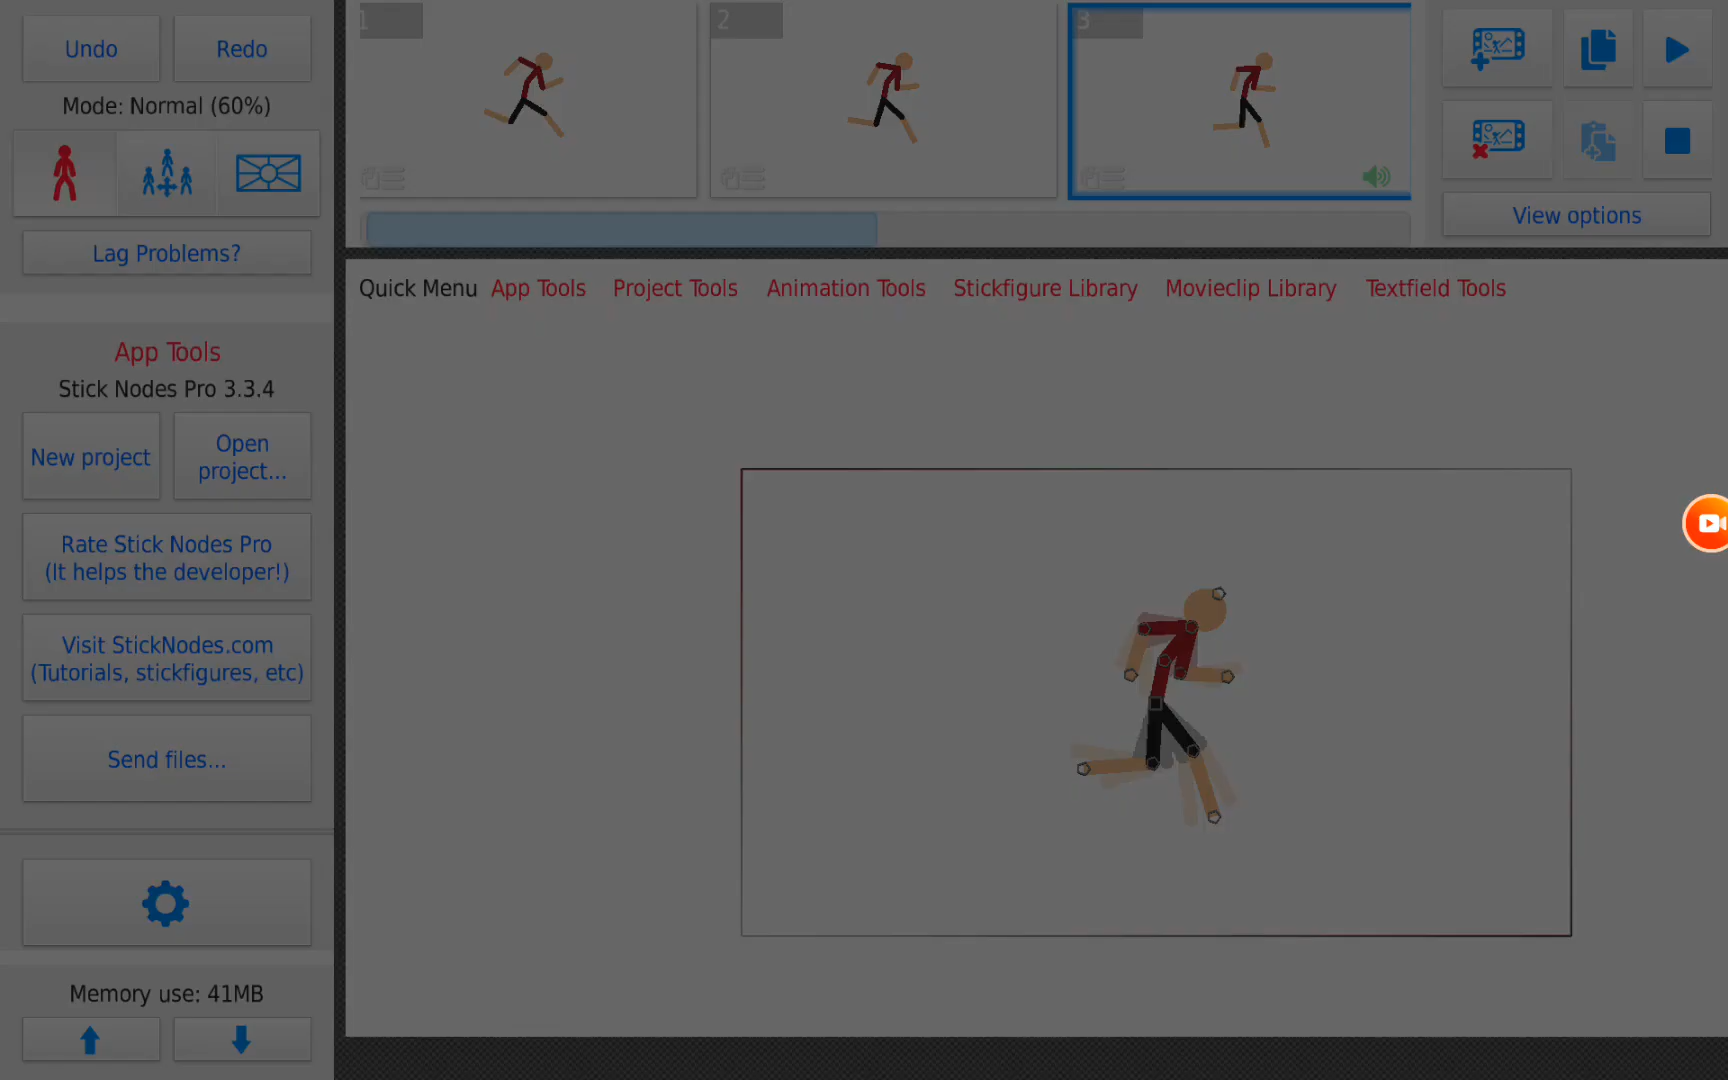 Undo
Redo
Mode: Normal (60%)
Lag Problems?
App Tools
Stick Nodes Pro 3.3.4
New project
Open
project...
Rate Stick Nodes Pro
(It helps the developer!)
Visit StickNodes.com
(Tutorials, stickfigures, etc)
Send files...
Memory use: 41MB
1
2
3
View options
Quick Menu App Tools Project Tools Animation Tools Stickfigure Library Movieclip Library Textfield Tools